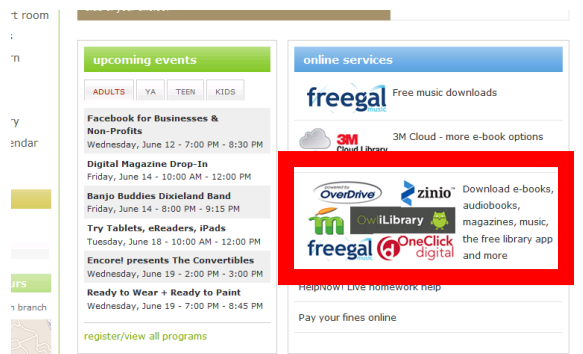 rt room
rn
ry
endar
urs
n branch
upcoming events
ADULTS YA TEEN KIDS
Facebook for Businesses &
Non-Profits
Wednesday, June 12 - 7:00 PM - 8:30 PM
Digital Magazine Drop-In
Friday, June 14 - 10:00 AM - 12:00 PM
Banjo Buddies Dixieland Band
Friday, June 14 - 8:00 PM - 9:15 PM
Try Tablets, eReaders, iPads
Tuesday, June 18 - 10:00 AM - 12:00 PM
Encore! presents The Convertibles
Wednesday, June 19 - 2:00 PM - 3:00 PM
Ready to Wear + Ready to Paint
Wednesday, June 19 - 7:00 PM - 8:45 PM
register/view all programs
online services
freegal music
Free music downloads
3M
Cloud Library
3M Cloud - more e-book options
powered by
OverDrive
zinio
m
OwliLibrary
freegal music
OneClick
digital
Download e-books,
audiobooks,
magazines, music,
the free library app
and more
HelpNow! Live homework help
Pay your fines online